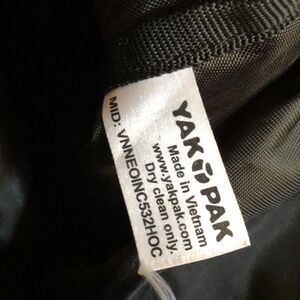 YAK PAK
Made in Vietnam
www.yakpak.com
Dry clean only.
MID: VNNEOINC532HOC